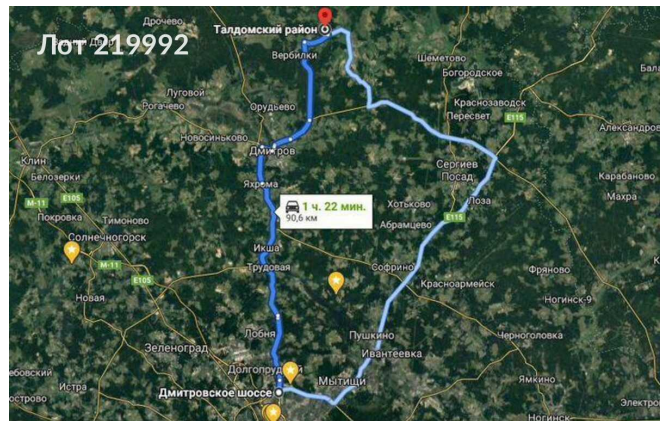 Дрочево
Талдомский район
Лот 219992
Вербилки
Шеметово
Богородское
Луговой
Рогачево
Орудьево
Краснозаводск
Пересвет
E115
Новосиньково
Александров
Дмитров
Клин
Белозерки
Сергиев
Посад
Карабаново
Яхрома
Махра
М-11
E105
1 ч. 22 мин.
90,6 км
Хотьково
Лоза
Покровка
Тимоново
Абрамцево
E115
Солнечногорск
Икша
М-11
Трудовая
Софрино
Фряново
E105
Красноармейск
Новая
Ногинск-9
Лобня
Пушкино
Черноголовка
Зеленоград
Ивантеевка
Долгопрудный
Мытищи
Ямкино
Истра
Дмитровское шоссе
Ногинск